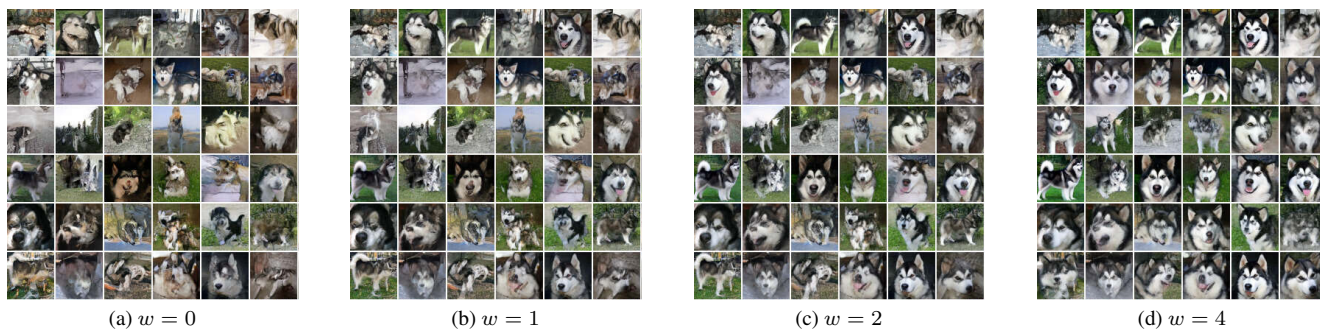 (a) w = 0
(b) w = 1
(c) w = 2
(d) w = 4